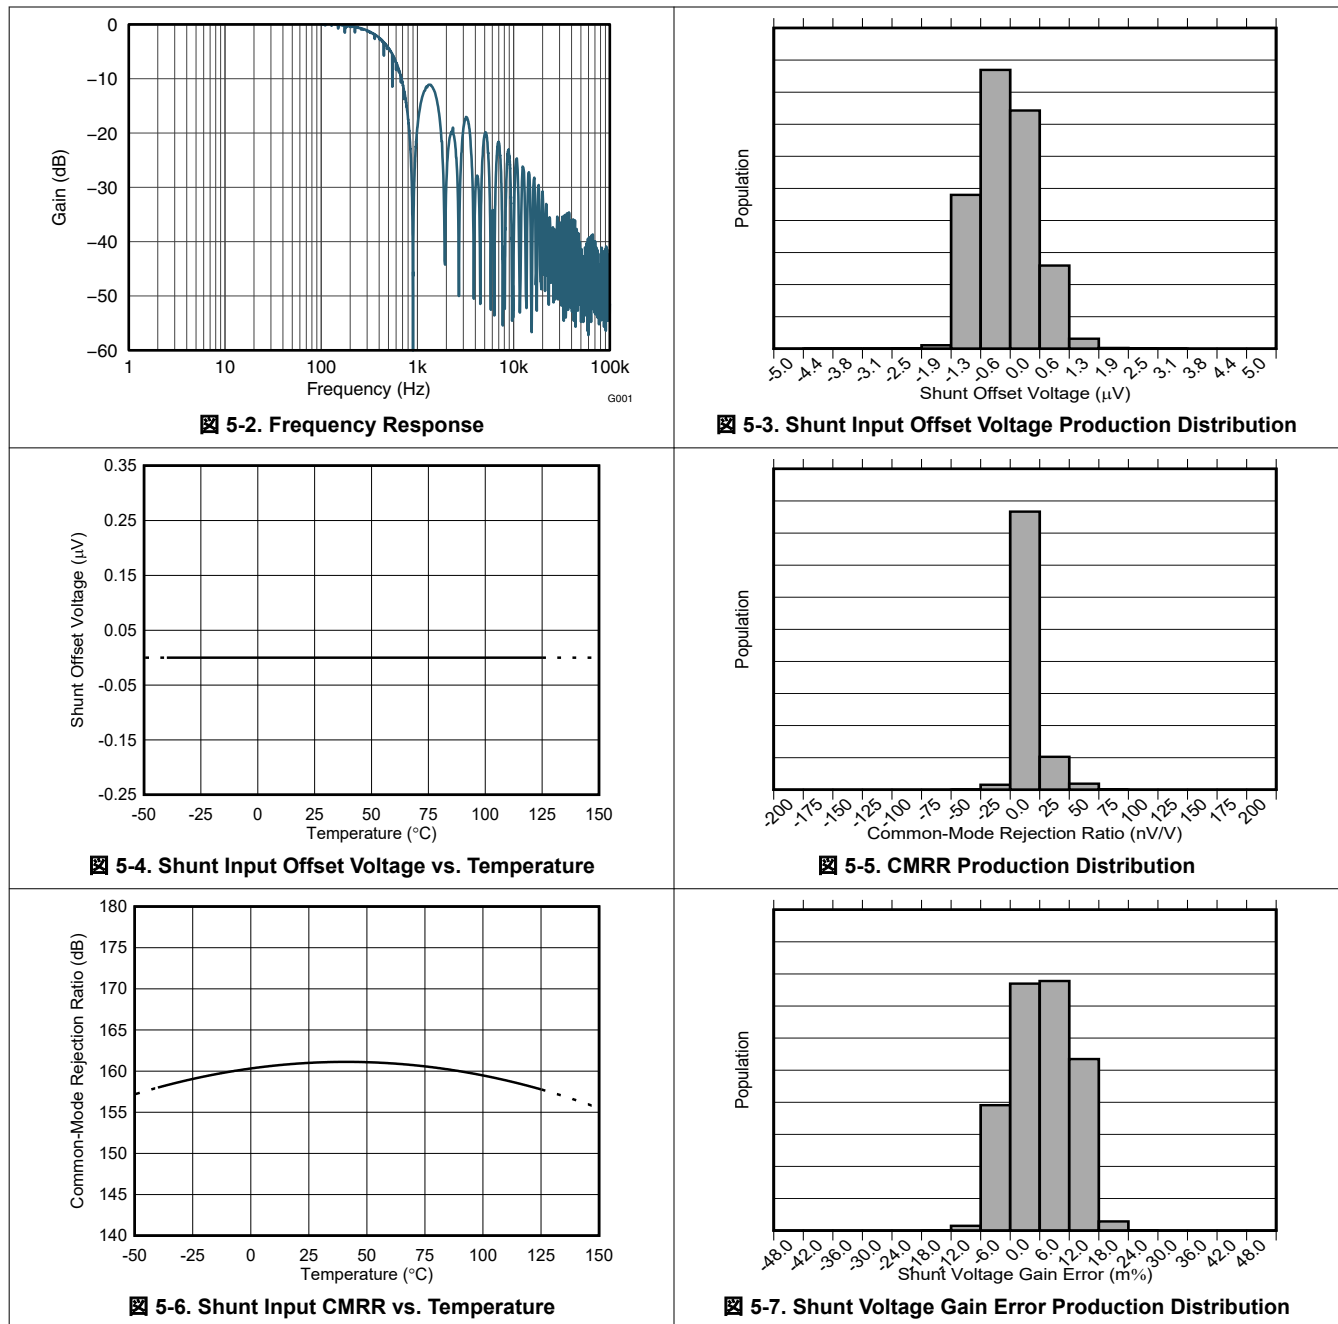 0
−10
−20
−30
−40
−50
−60
Gain (dB)
1 10 100 1k 10k 100k
Frequency (Hz)
G001
図 5-2. Frequency Response
Population
-5.0 -4.4 -3.8 -3.1 -2.5 -1.9 -1.3 -0.6 0.0 0.6 1.3 1.9 2.5 3.1 3.8 4.4 5.0
Shunt Offset Voltage (μV)
図 5-3. Shunt Input Offset Voltage Production Distribution
0.35
0.25
0.15
0.05
-0.05
-0.15
-0.25
Shunt Offset Voltage (μV)
-50 -25 0 25 50 75 100 125 150
Temperature (°C)
図 5-4. Shunt Input Offset Voltage vs. Temperature
Population
-200 -175 -150 -125 -100 -75 -50 -25 0.0 25 50 75 100 125 150 175 200
Common-Mode Rejection Ratio (nV/V)
図 5-5. CMRR Production Distribution
180
175
170
165
160
155
150
145
140
Common-Mode Rejection Ratio (dB)
-50 -25 0 25 50 75 100 125 150
Temperature (°C)
図 5-6. Shunt Input CMRR vs. Temperature
Population
-48.0 -42.0 -36.0 -30.0 -24.0 -18.0 -12.0 -6.0 0.0 6.0 12.0 18.0 24.0 30.0 36.0 42.0 48.0
Shunt Voltage Gain Error (m%)
図 5-7. Shunt Voltage Gain Error Production Distribution